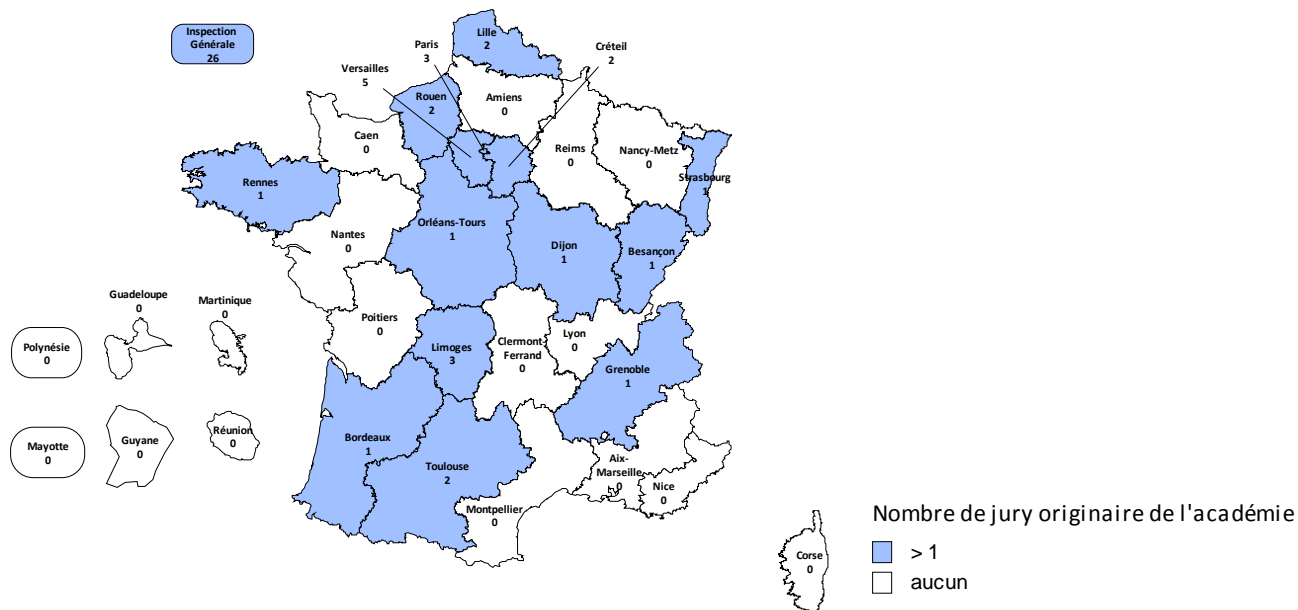 Inspection
Générale
26
Lille
2
Paris
3
Créteil
2
Versailles
5
Rouen
2
Amiens
0
Caen
0
Reims
0
Nancy-Metz
0
Strasbourg
1
Rennes
1
Orléans-Tours
1
Nantes
0
Dijon
1
Besançon
1
Guadeloupe
0
Martinique
0
Poitiers
0
Polynésie
0
Limoges
3
Clermont-
Ferrand
0
Lyon
0
Grenoble
1
Mayotte
0
Guyane
0
Réunion
0
Bordeaux
1
Toulouse
2
Aix-
Marseille
0
Nice
0
Montpellier
0
Corse
0
Nombre de jury originaire de l'académie
> 1
aucun